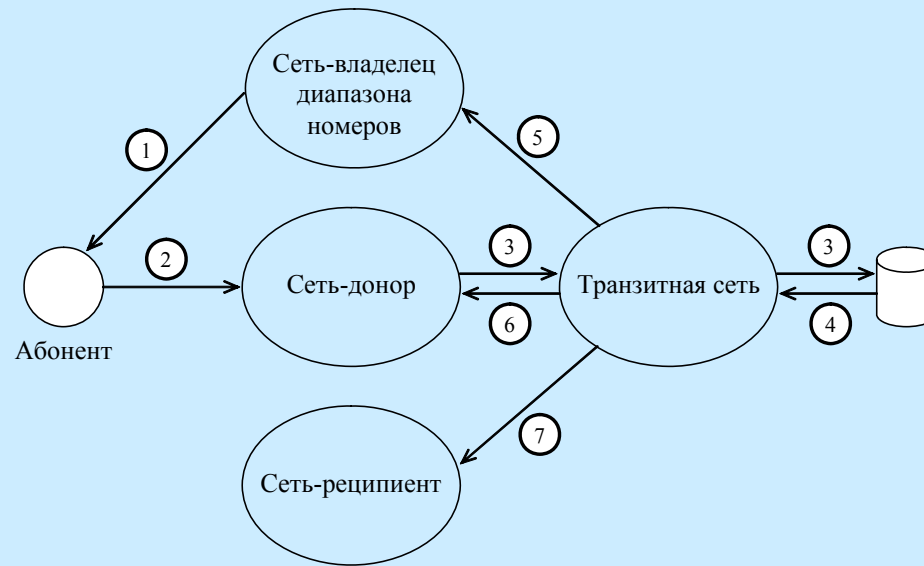 Сеть-владелец
диапазона
номеров
1
5
2
3
3
Сеть-донор
Транзитная сеть
6
4
Абонент
7
Сеть-реципиент